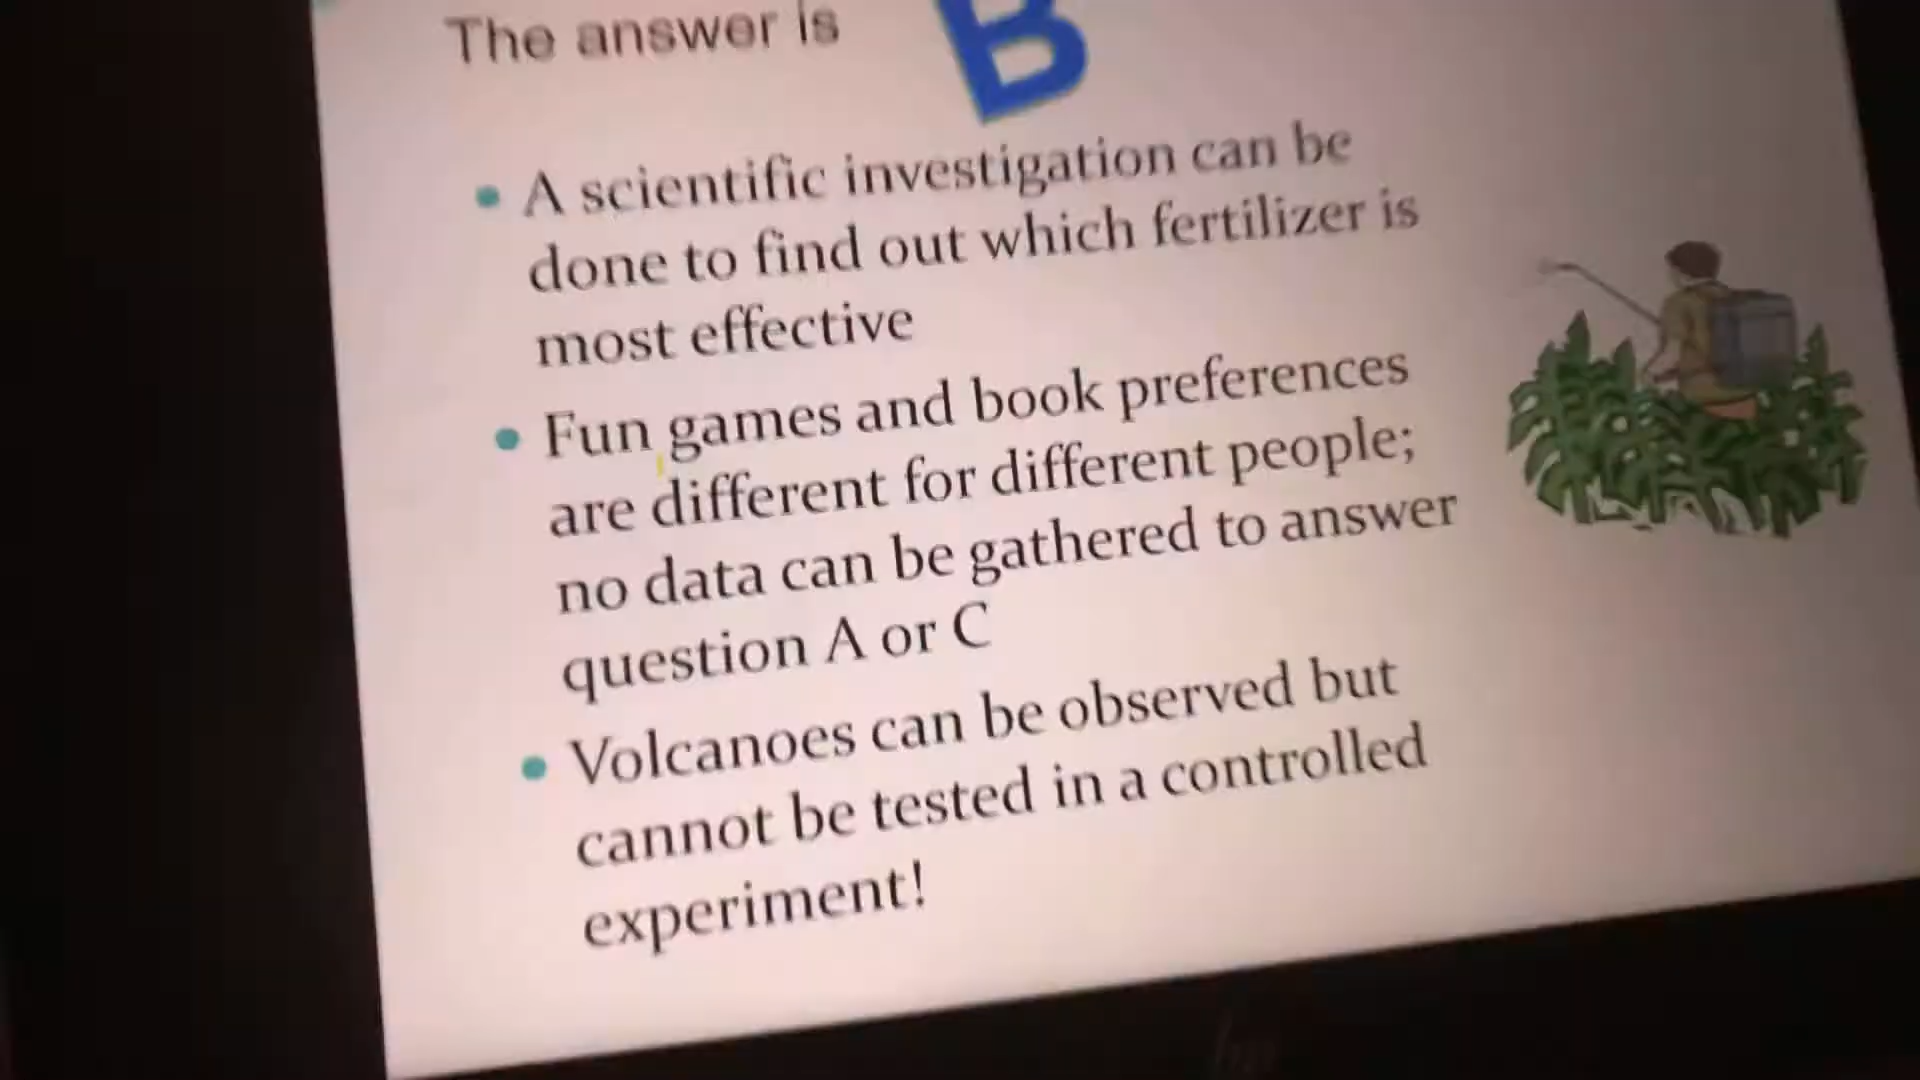 The answer is B
A scientific investigation can be
done to find out which fertilizer is
most effective
Fun games and book preferences
are different for different people;
no data can be gathered to answer
question A or C
Volcanoes can be observed but
cannot be tested in a controlled
experiment!